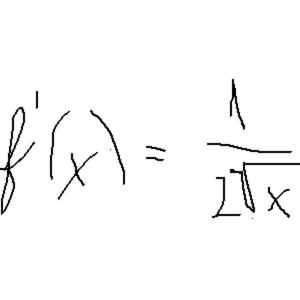 f'(x) = 1/(2√x)